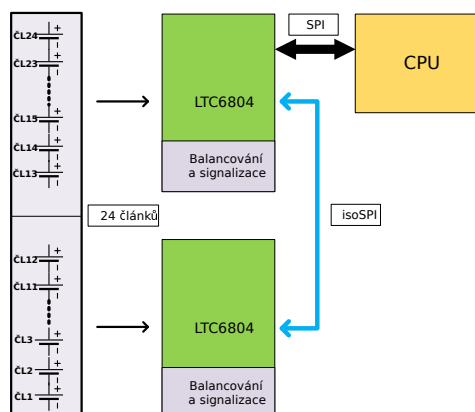 SPI
CPU
ČL24
ČL23
ČL15
ČL14
ČL13
LTC6804
Balancování
a signalizace
24 článků
isoSPI
ČL12
ČL11
ČL3
ČL2
ČL1
LTC6804
Balancování
a signalizace